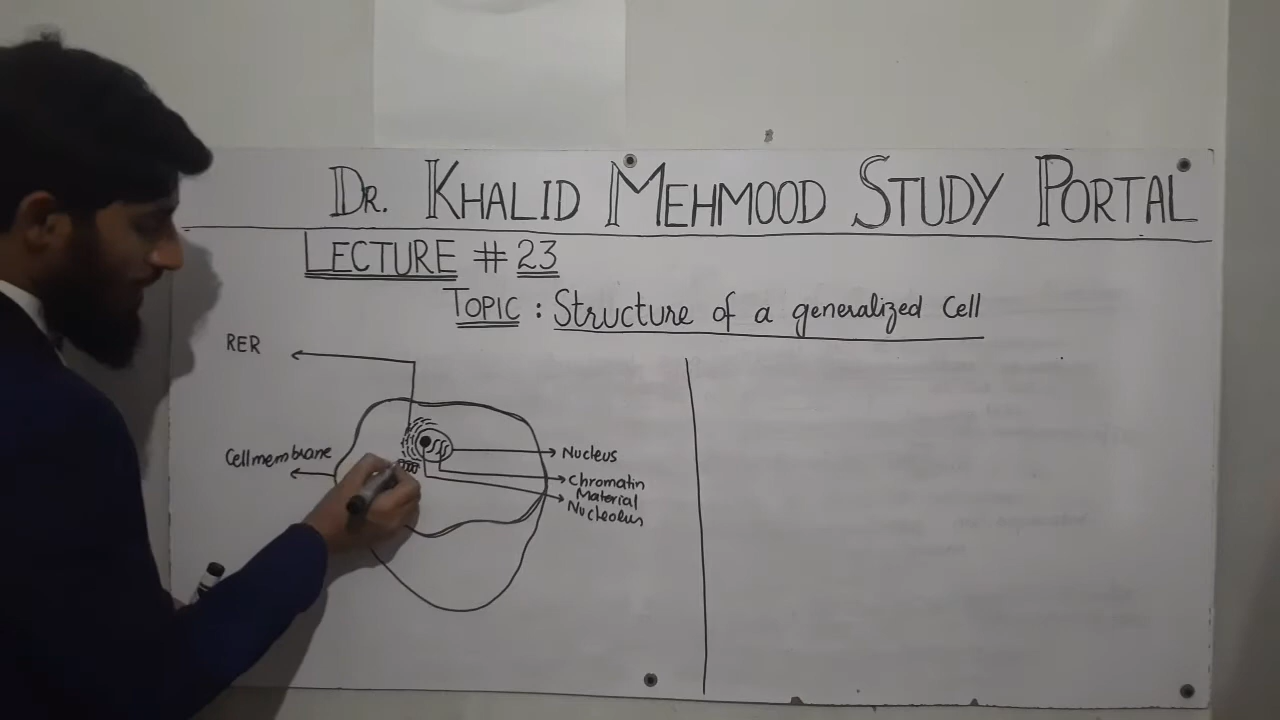 DR. KHALID MEHMOOD STUDY PORTAL
LECTURE # 23
TOPIC : Structure of a generalized Cell
RER
Cellmembrane
Nucleus
Chromatin
Material
Nucleolus